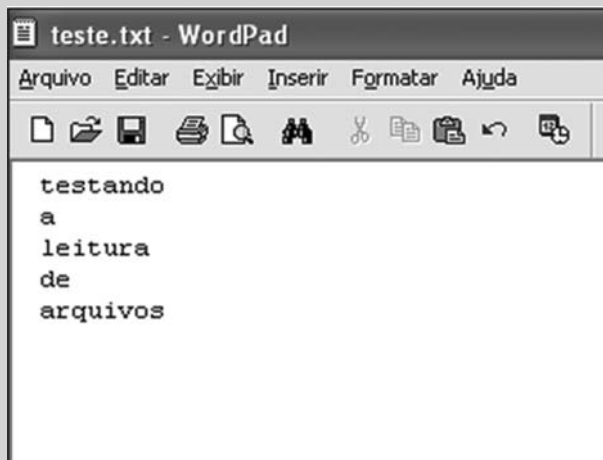 teste.txt - WordPad
Arquivo Editar Exibir Inserir Formatar Ajuda
testando
a
leitura
de
arquivos